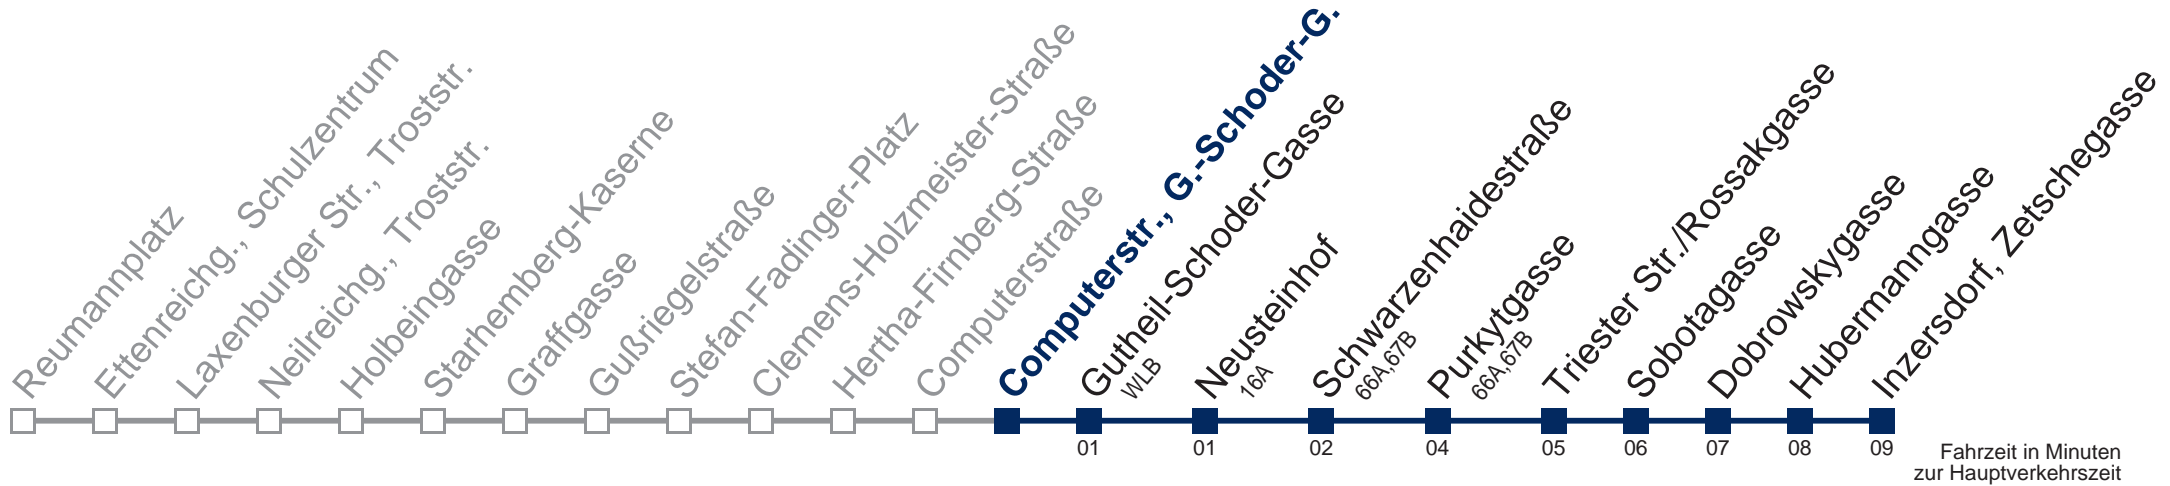 Reumannplatz
Ettenreichg., Schulzentrum
Laxenburger Str., Troststr.
Neilreichg., Troststr.
Holbeingasse
Starhemberg-Kaserne
Graffgasse
Gußriegelstraße
Stefan-Fadinger-Platz
Clemens-Holzmeister-Straße
Hertha-Firnberg-Straße
Computerstraße
Computerstr., G.-Schoder-G.
Gutheil-Schoder-Gasse
WLB
Neusteinhof
16A
Schwarzenhaidestraße
66A,67B
Purkytgasse
66A,67B
Triester Str./Rossakgasse
Sobotagasse
Dobrowskygasse
Hubermanngasse
Inzersdorf, Zetschegasse
01 01 02 04 05 06 07 08 09
Fahrzeit in Minuten
zur Hauptverkehrszeit